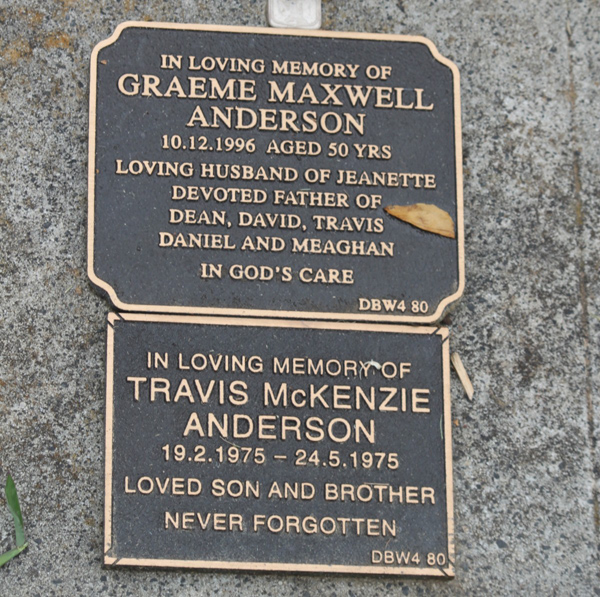 IN LOVING MEMORY OF
GRAEME MAXWELL
ANDERSON
10.12.1996 AGED 50 YRS
LOVING HUSBAND OF JEANETTE
DEVOTED FATHER OF
DEAN, DAVID, TRAVIS
DANIEL AND MEAGHAN
IN GOD'S CARE
DBW4 80
IN LOVING MEMORY OF
TRAVIS McKENZIE
ANDERSON
19.2.1975 – 24.5.1975
LOVED SON AND BROTHER
NEVER FORGOTTEN
DBW4 80